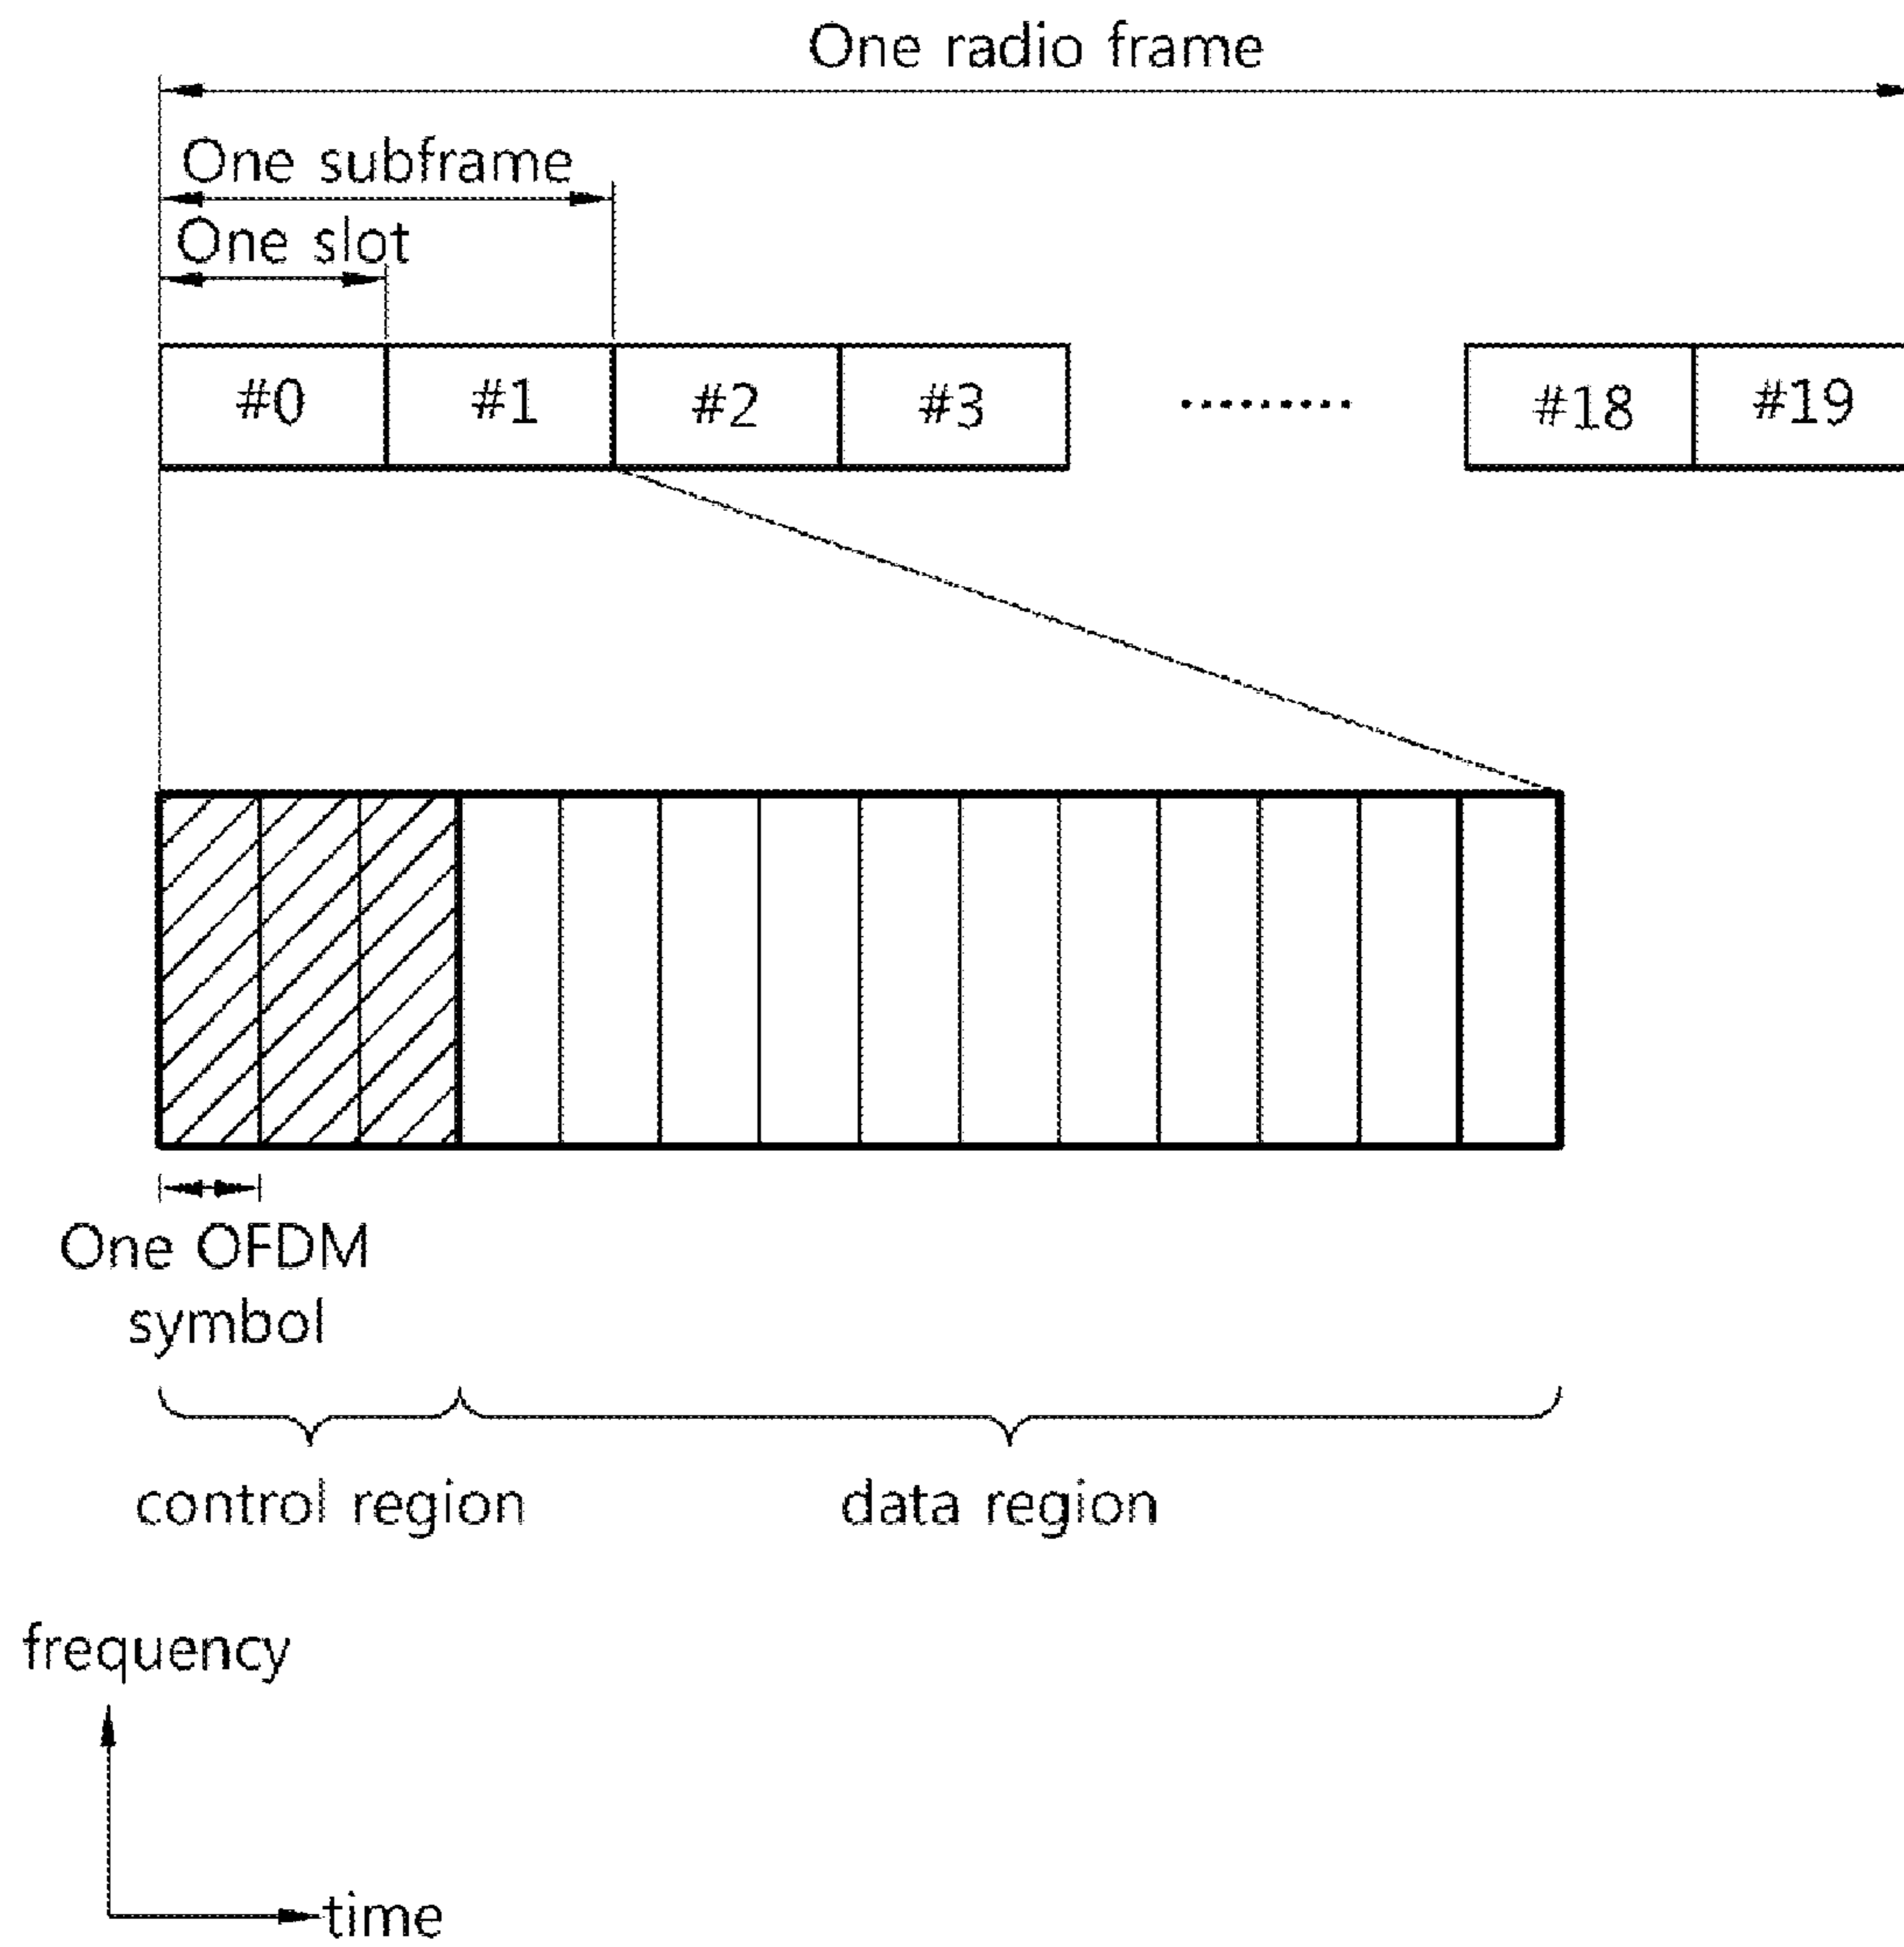 One radio frame
One subframe
One slot
#0 #1 #2 #3 ......... #18 #19
One OFDM
symbol
control region data region
frequency
time